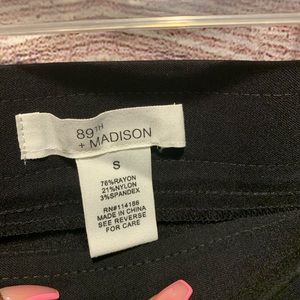 89TH
+ MADISON
S
76%RAYON
21%NYLON
3%SPANDEX
RN#114186
MADE IN CHINA
SEE REVERSE
FOR CARE